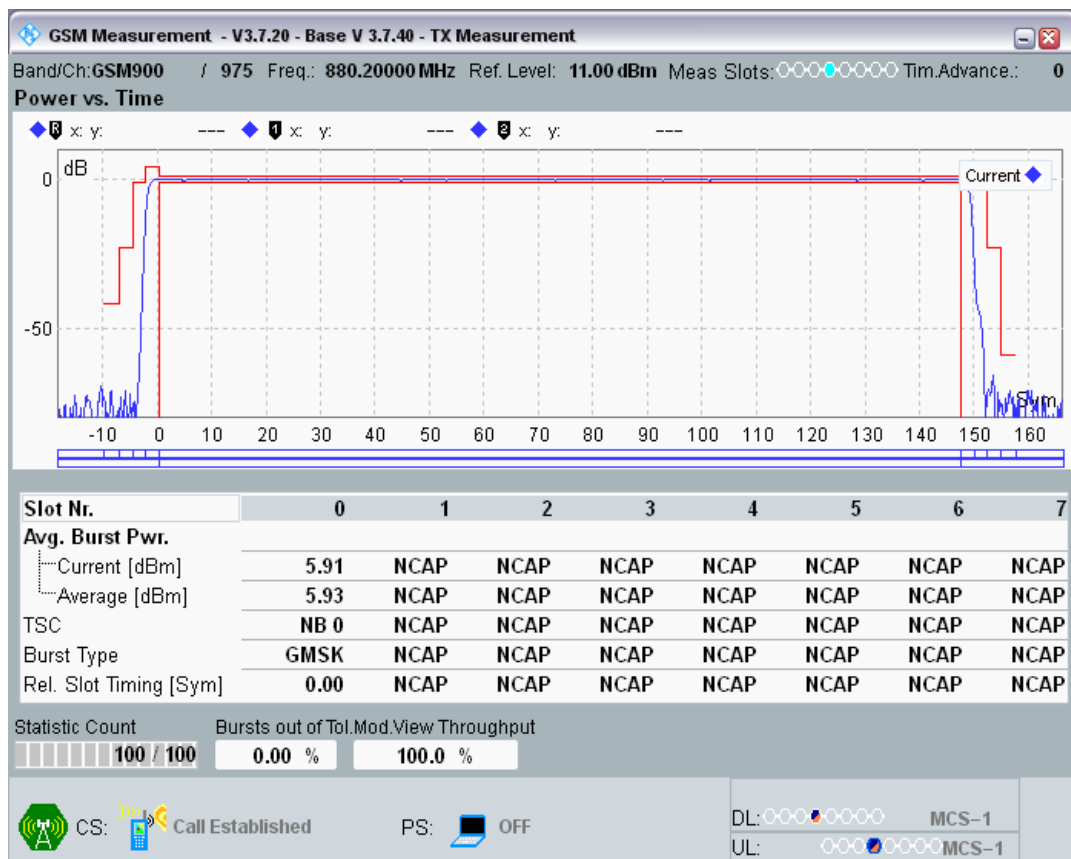 GSM Measurement - V3.7.20 - Base V 3.7.40 - TX Measurement
Band/Ch:GSM900 / 975 Freq.: 880.20000 MHz Ref. Level: 11.00 dBm Meas Slots: Tim.Advance.: 0
Power vs. Time
R x: y: --- 1 x: y: --- 2 x: y: ---
dB
Current
0
-50
Sym
-10 0 10 20 30 40 50 60 70 80 90 100 110 120 130 140 150 160
Slot Nr. 0 1 2 3 4 5 6 7
Avg. Burst Pwr.
Current [dBm] 5.91 NCAP NCAP NCAP NCAP NCAP NCAP NCAP
Average [dBm] 5.93 NCAP NCAP NCAP NCAP NCAP NCAP NCAP
TSC NB 0 NCAP NCAP NCAP NCAP NCAP NCAP NCAP
Burst Type GMSK NCAP NCAP NCAP NCAP NCAP NCAP NCAP
Rel. Slot Timing [Sym] 0.00 NCAP NCAP NCAP NCAP NCAP NCAP NCAP
Statistic Count Bursts out of Tol. Mod.View Throughput
100 / 100 0.00 % 100.0 %
CS: Call Established PS: OFF
DL: MCS-1
UL: MCS-1